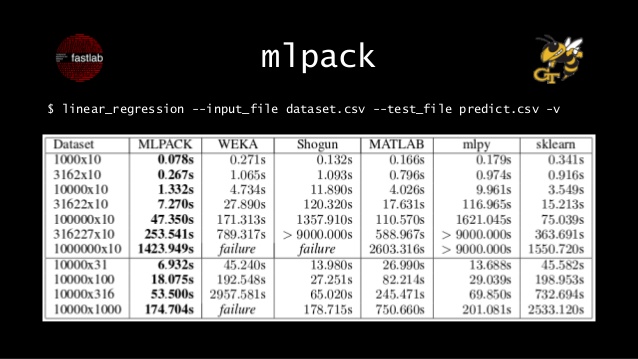 fastlab
mlpack
GT
$ linear_regression --input_file dataset.csv --test_file predict.csv -v
Dataset MLPACK WEKA Shogun MATLAB mlpy sklearn
1000x10 0.078s 0.271s 0.132s 0.166s 0.179s 0.341s
3162x10 0.267s 1.065s 1.093s 0.796s 0.974s 0.916s
10000x10 1.332s 4.734s 11.890s 4.026s 9.961s 3.549s
31622x10 7.270s 27.890s 120.320s 17.631s 116.965s 15.213s
100000x10 47.350s 171.313s 1357.910s 110.570s 1621.045s 75.039s
316227x10 253.541s 789.317s > 9000.000s 588.967s > 9000.000s 363.691s
1000000x10 1423.949s failure failure 2603.316s > 9000.000s 1550.720s
10000x31 6.932s 45.240s 13.980s 26.990s 13.688s 45.582s
10000x100 18.075s 192.548s 27.251s 82.214s 29.039s 198.953s
10000x316 53.500s 2957.581s 65.020s 245.471s 69.850s 732.694s
10000x1000 174.704s failure 178.715s 750.660s 201.081s 2533.120s